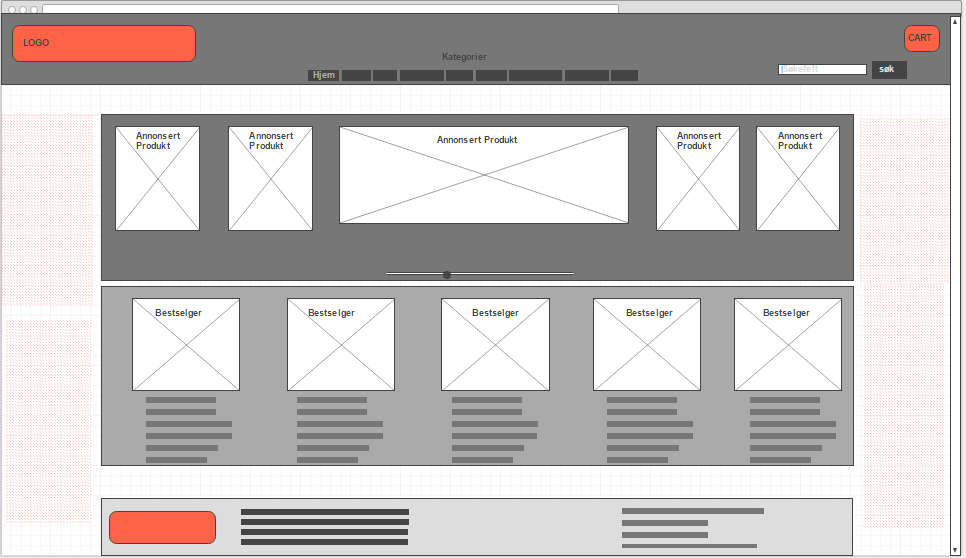 LOGO
CART
Kategorier
Hjem
Søkefelt
søk
Annonsert
Produkt
Annonsert
Produkt
Annonsert Produkt
Annonsert
Produkt
Annonsert
Produkt
Bestselger
Bestselger
Bestselger
Bestselger
Bestselger